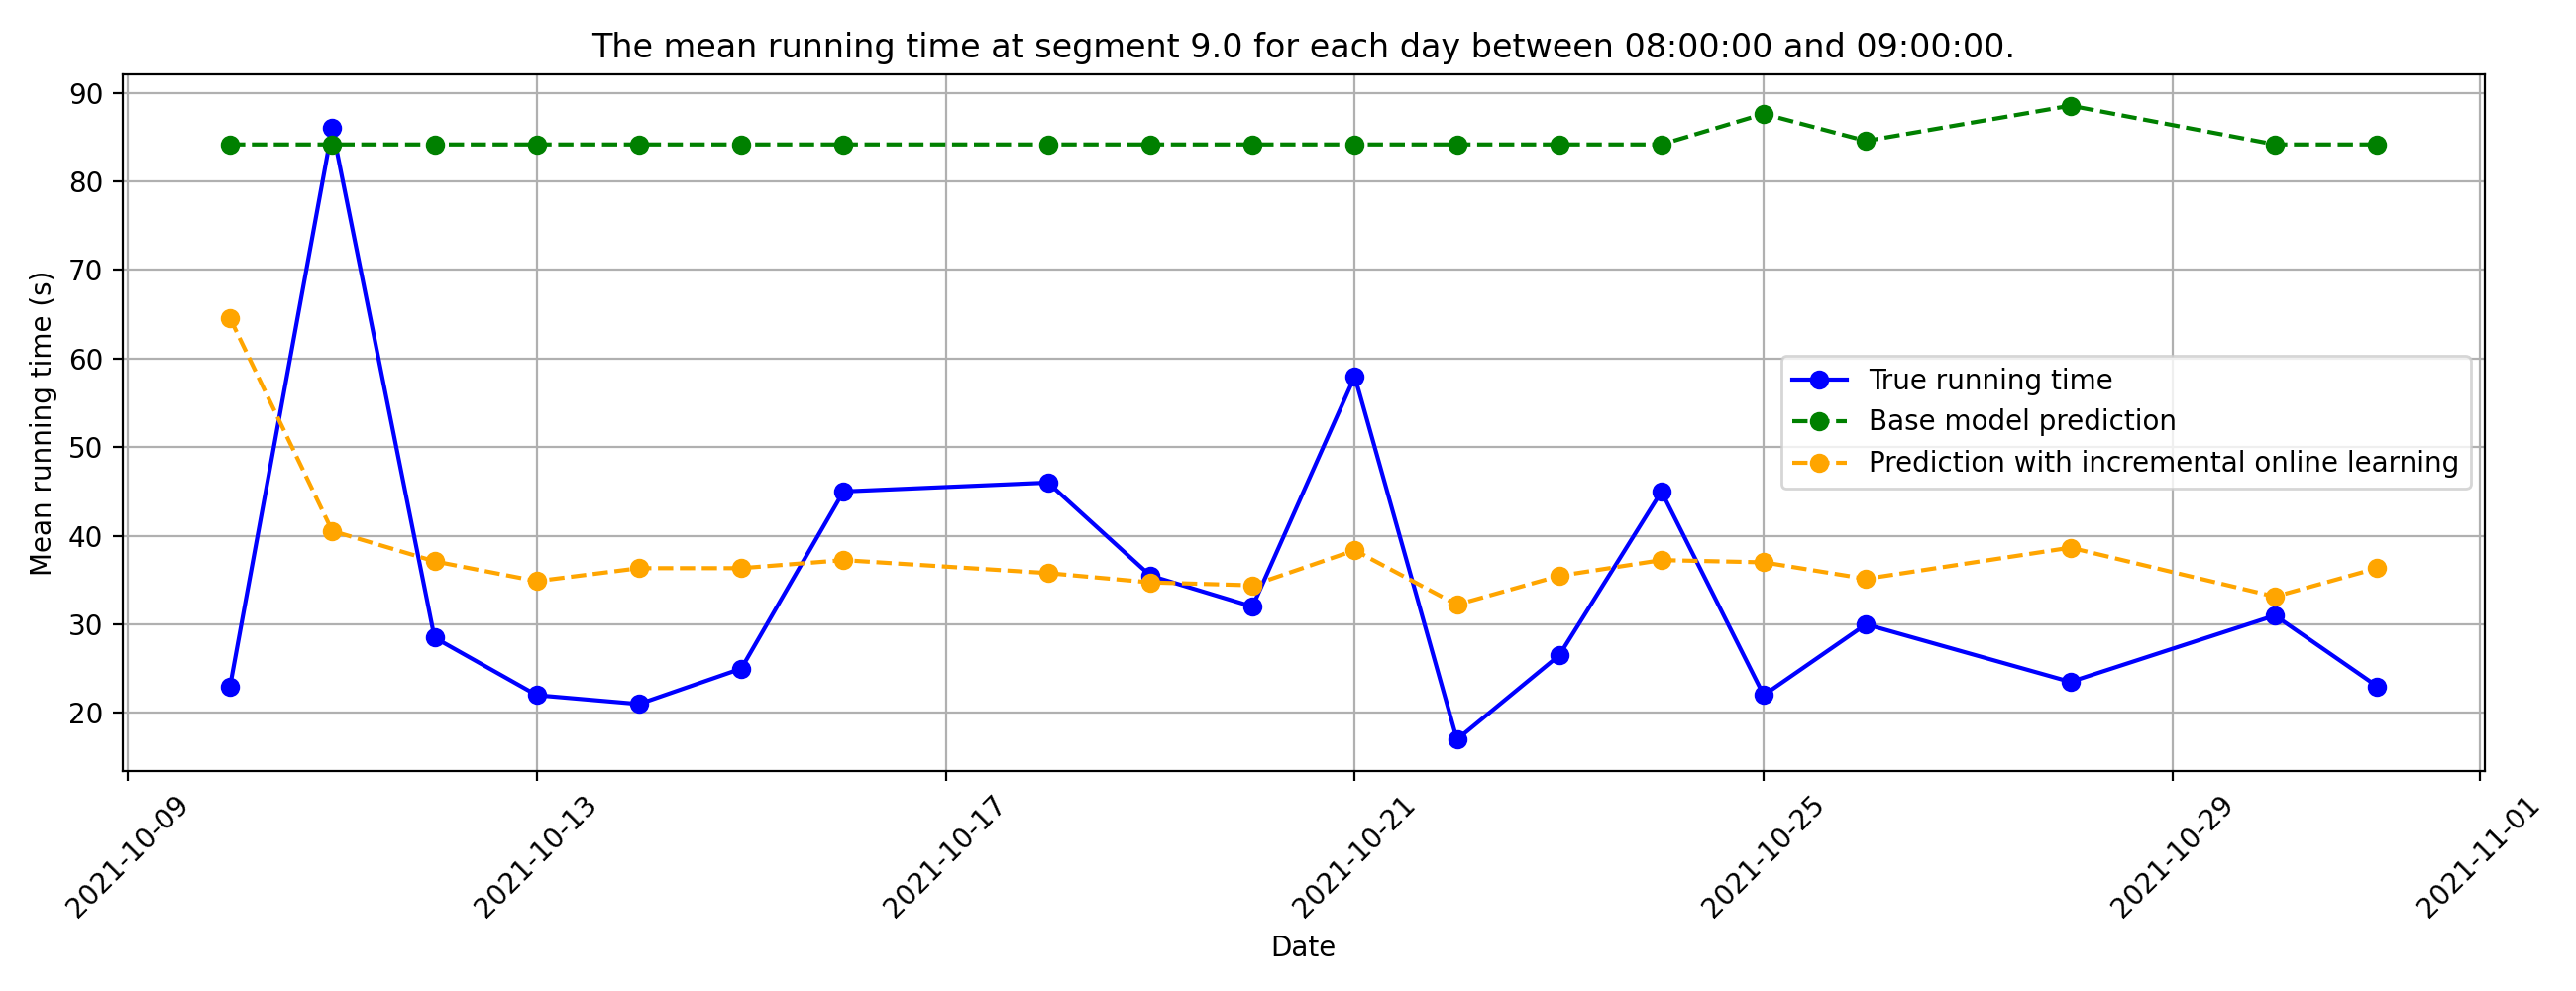 The mean running time at segment 9.0 for each day between 08:00:00 and 09:00:00.
Mean running time (s)
90
80
70
60
50
40
30
20
True running time
Base model prediction
Prediction with incremental online learning
2021-10-09
2021-10-13
2021-10-17
2021-10-21
2021-10-25
2021-10-29
2021-11-01
Date